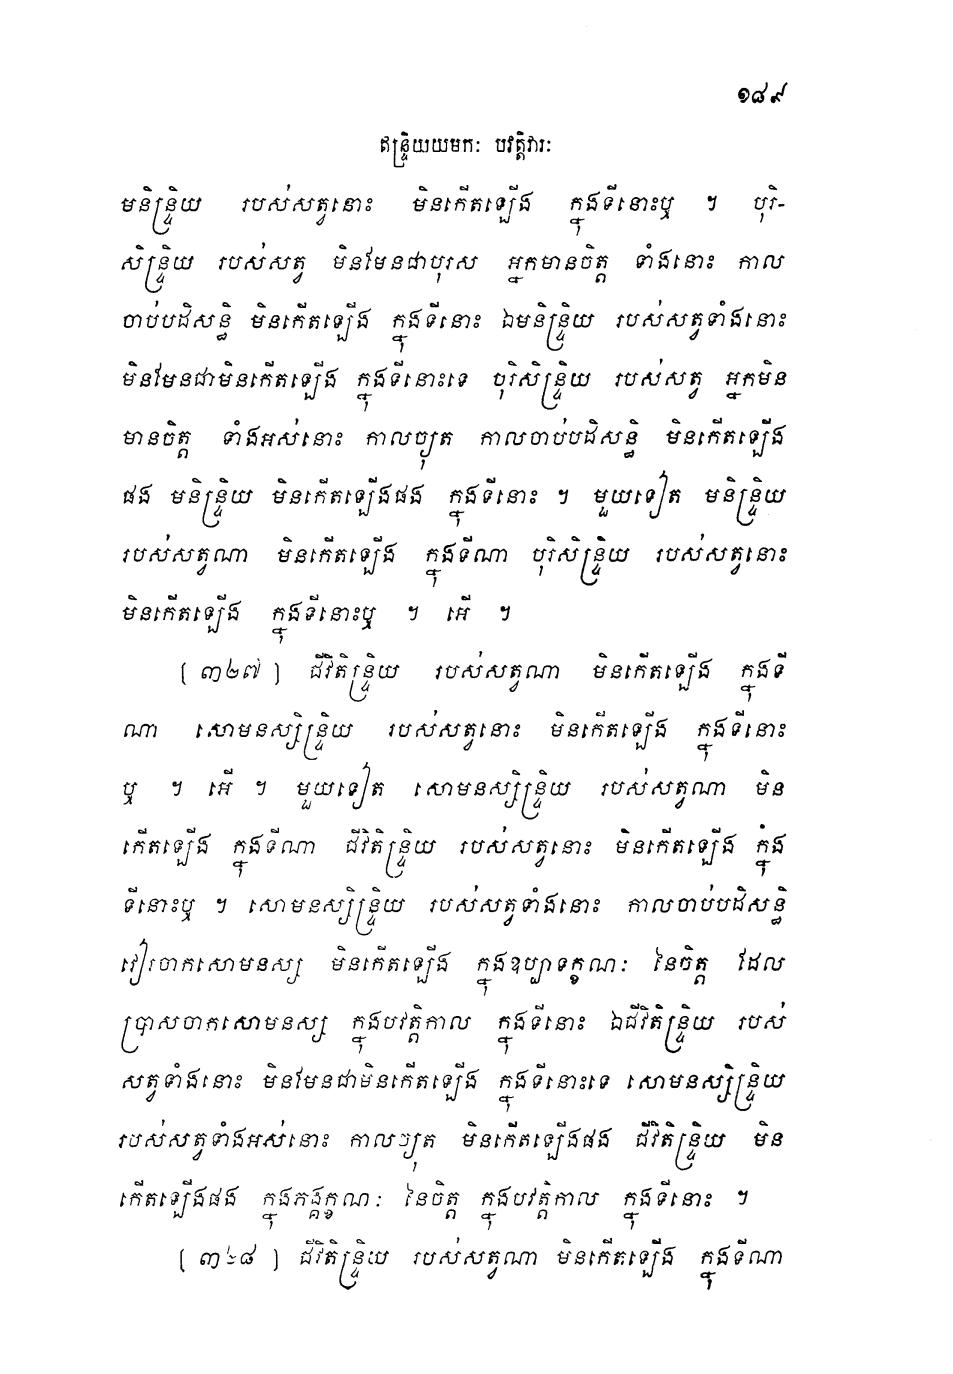 ១៨៩
ឥន្ទ្រិយយមកៈ បវត្តិវារៈ
មនិន្ទ្រិយ របស់សត្វនោះ មិនកើតឡើង ក្នុងទីនោះឬ ។ បុរិ-
សិន្ទ្រិយ របស់សត្វ មិនមែនជាបុរស អ្នកមានចិត្ត ទាំងនោះ កាល
ចាប់បដិសន្ធិ មិនកើតឡើង ក្នុងទីនោះ ឯមនិន្ទ្រិយ របស់សត្វទាំងនោះ
មិនមែនជាមិនកើតឡើង ក្នុងទីនោះទេ បុរិសិន្ទ្រិយ របស់សត្វ អ្នកមិន
មានចិត្ត ទាំងអស់នោះ កាលច្យុត កាលចាប់បដិសន្ធិ មិនកើតឡើង
ផង មនិន្ទ្រិយ មិនកើតឡើងផង ក្នុងទីនោះ ។ មួយទៀត មនិន្ទ្រិយ
របស់សត្វណា មិនកើតឡើង ក្នុងទីណា បុរិសិន្ទ្រិយ របស់សត្វនោះ
មិនកើតឡើង ក្នុងទីនោះឬ ។ អើ ។
[ ៣២៧ ] ជីវិតិន្ទ្រិយ របស់សត្វណា មិនកើតឡើង ក្នុងទី
ណា សោមនស្សិន្ទ្រិយ របស់សត្វនោះ មិនកើតឡើង ក្នុងទីនោះ
ឬ ។ អើ ។ មួយទៀត សោមនស្សិន្ទ្រិយ របស់សត្វណា មិន
កើតឡើង ក្នុងទីណា ជីវិតិន្ទ្រិយ របស់សត្វនោះ មិនកើតឡើង ក្នុង
ទីនោះឬ ។ សោមនស្សិន្ទ្រិយ របស់សត្វទាំងនោះ កាលចាប់បដិសន្ធិ
វៀរចាកសោមនស្ស មិនកើតឡើង ក្នុងឧប្បាទក្ខណៈ នៃចិត្ត ដែល
ប្រាសចាកសោមនស្ស ក្នុងបវត្តិកាល ក្នុងទីនោះ ឯជីវិតិន្ទ្រិយ របស់
សត្វទាំងនោះ មិនមែនជាមិនកើតឡើង ក្នុងទីនោះទេ សោមនស្សិន្ទ្រិយ
របស់សត្វទាំងអស់នោះ កាលច្យុត មិនកើតឡើងផង ជីវិតិន្ទ្រិយ មិន
កើតឡើងផង ក្នុងភង្គក្ខណៈ នៃចិត្ត ក្នុងបវត្តិកាល ក្នុងទីនោះ ។
[ ៣២៨ ] ជីវិតិន្ទ្រិយ របស់សត្វណា មិនកើតឡើង ក្នុងទីណា